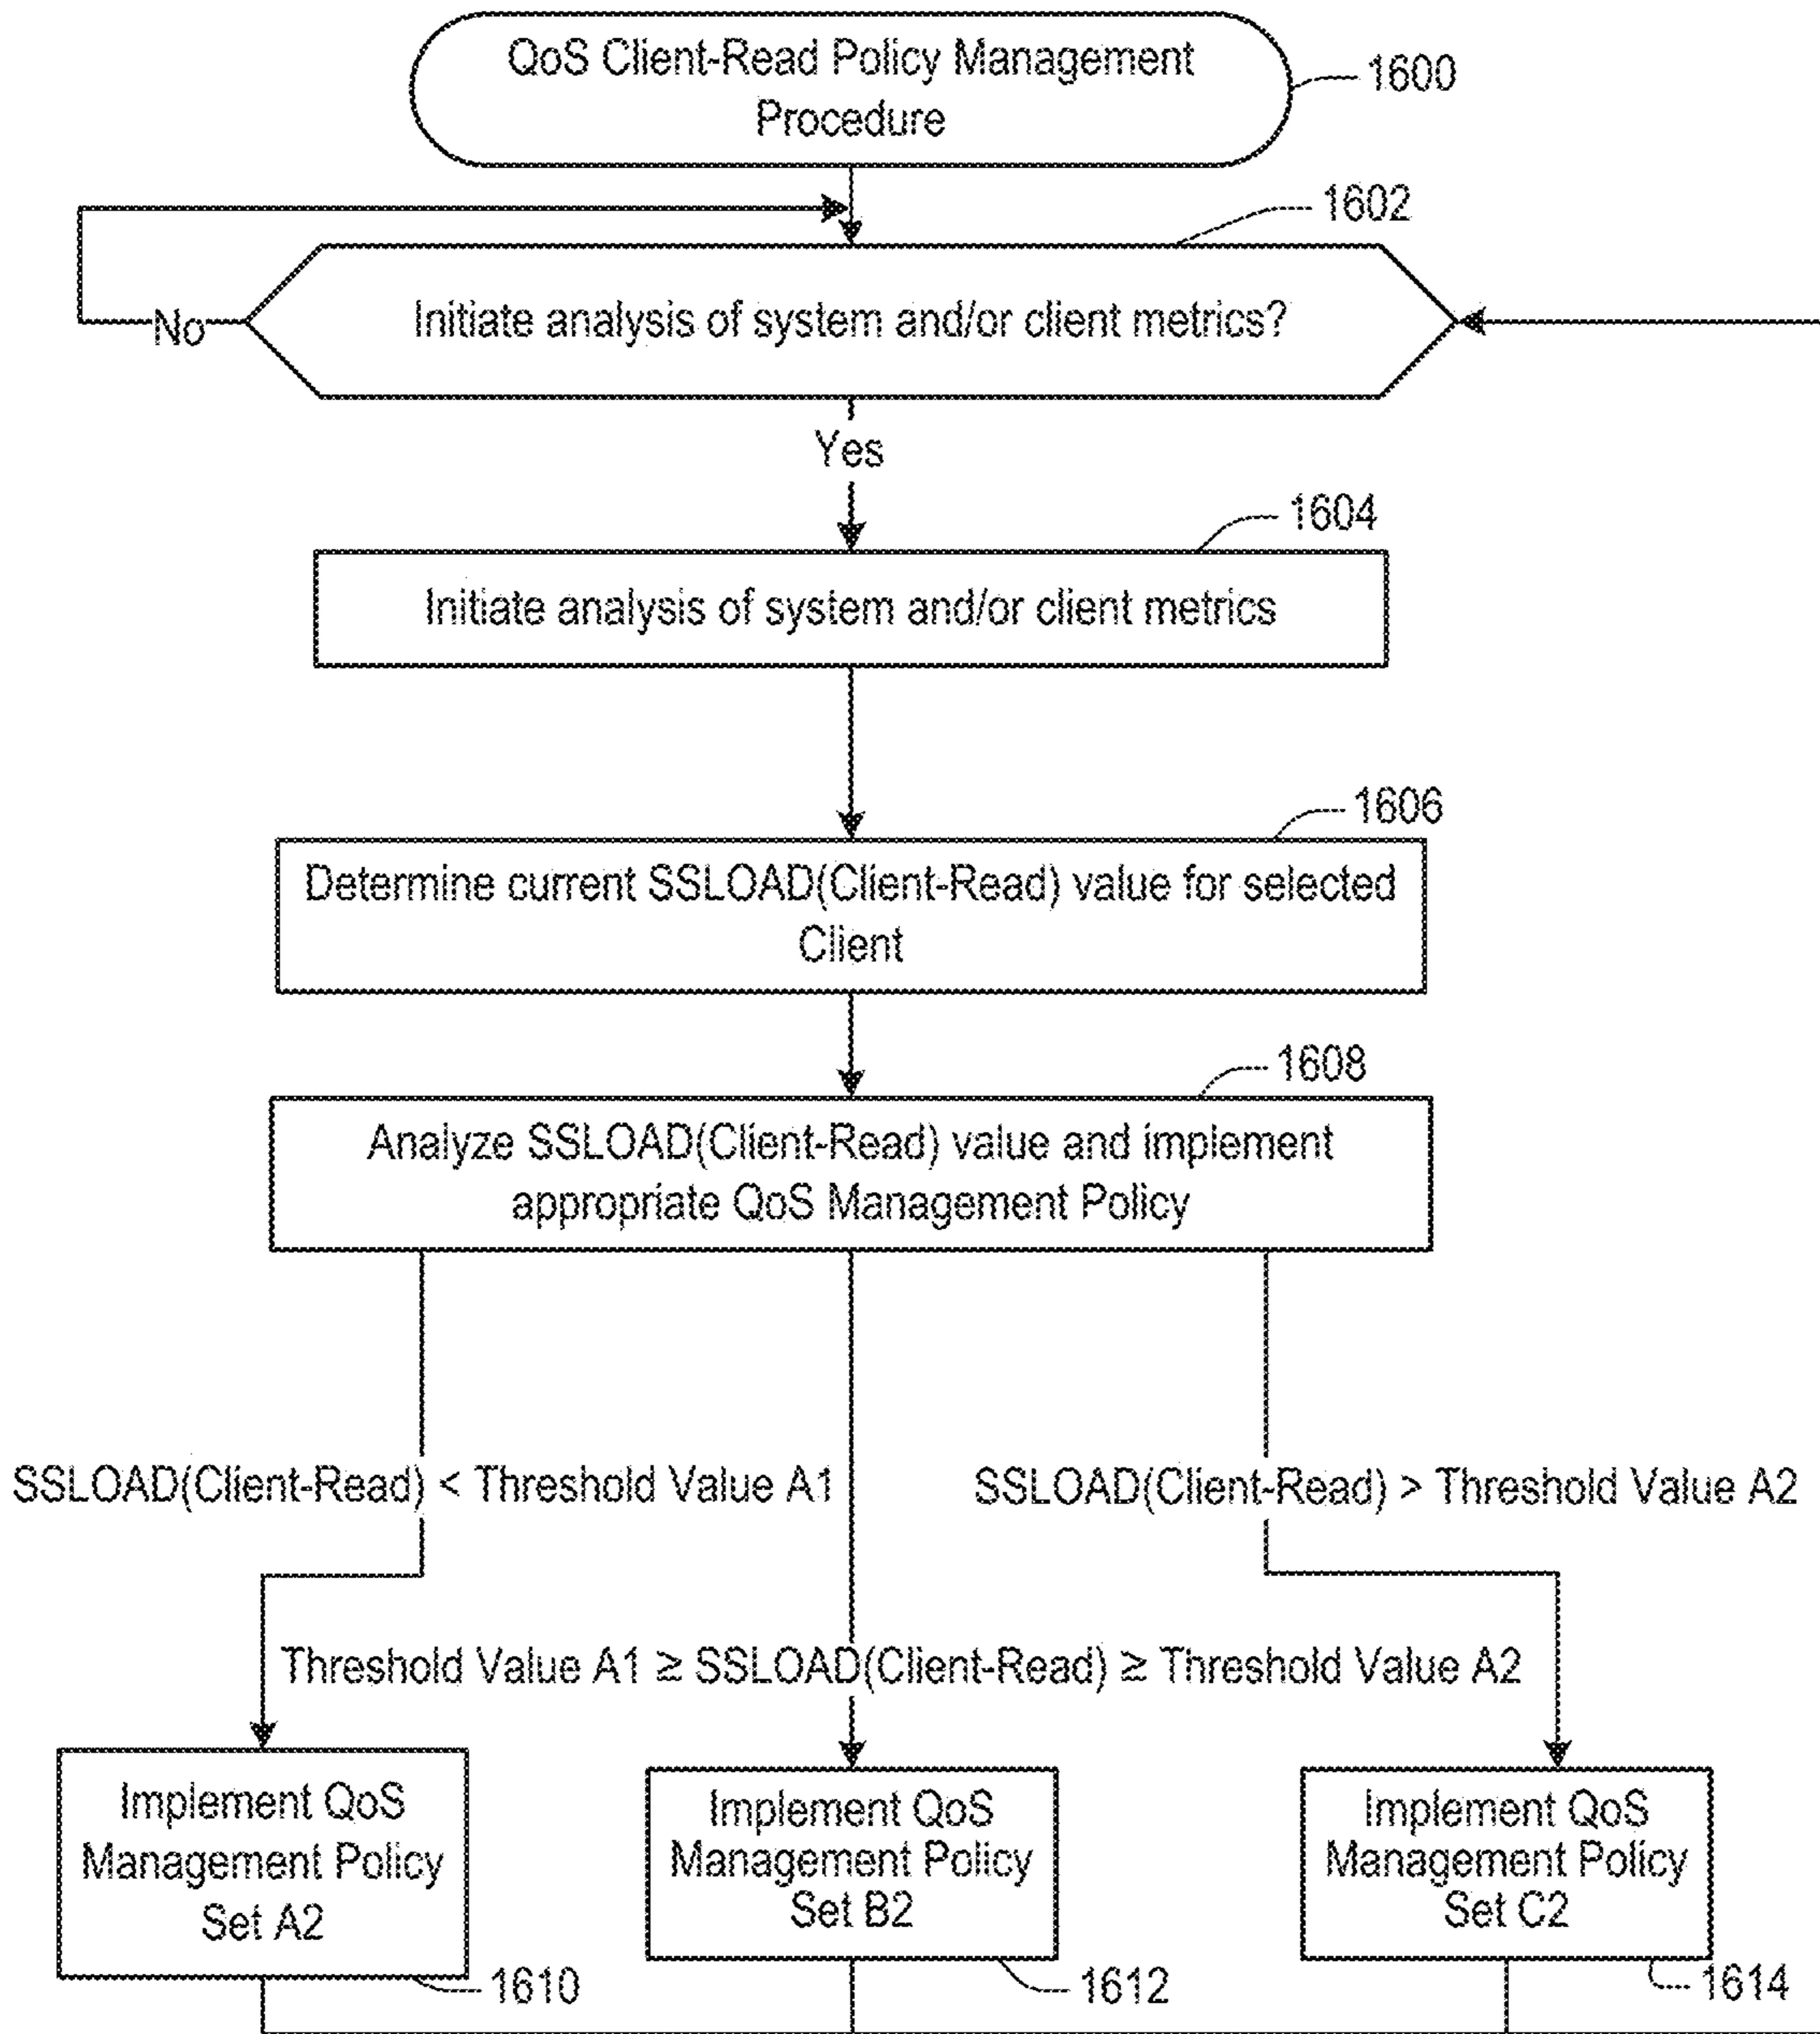 QoS Client-Read Policy Management
Procedure
1600
1602
Initiate analysis of system and/or client metrics?
No
Yes
1604
Initiate analysis of system and/or client metrics
1606
Determine current SSLOAD(Client-Read) value for selected
Client
1608
Analyze SSLOAD(Client-Read) value and implement
appropriate QoS Management Policy
SSLOAD(Client-Read) < Threshold Value A1
SSLOAD(Client-Read) > Threshold Value A2
Threshold Value A1 ≥ SSLOAD(Client-Read) ≥ Threshold Value A2
Implement QoS
Management Policy
Set A2
1610
Implement QoS
Management Policy
Set B2
1612
Implement QoS
Management Policy
Set C2
1614